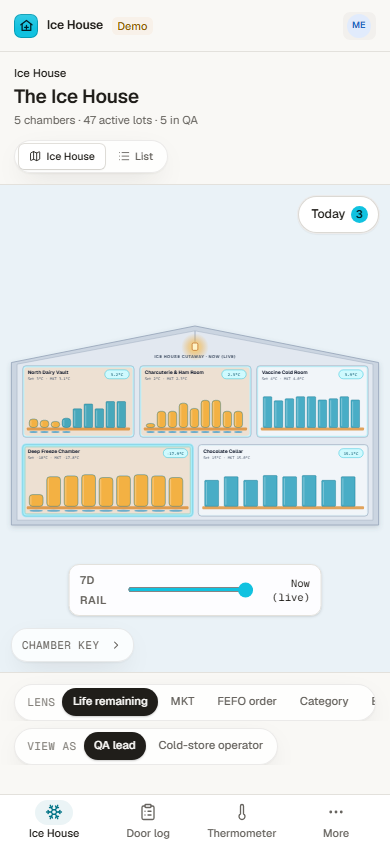 Ice House
Demo
ME
Ice House
The Ice House
5 chambers · 47 active lots · 5 in QA
Ice House
List
Today 3
ICE HOUSE CUTAWAY · NOW (LIVE)
North Dairy Vault
Charcuterie & Ham Room
Vaccine Cold Room
Deep Freeze Chamber
Chocolate Cellar
7D RAIL
Now (live)
CHAMBER KEY
LENS Life remaining MKT FEFO order Category
VIEW AS QA lead Cold-store operator
Ice House
Door log
Thermometer
More